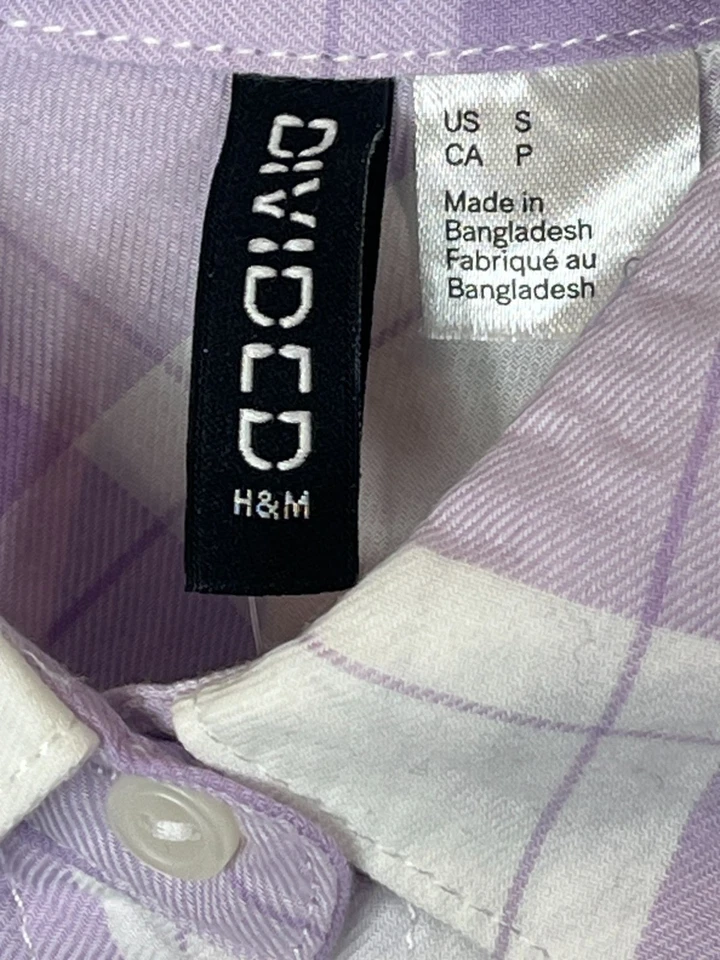 DIVIDED
H&M
US S
CA P
Made in
Bangladesh
Fabriqué au
Bangladesh